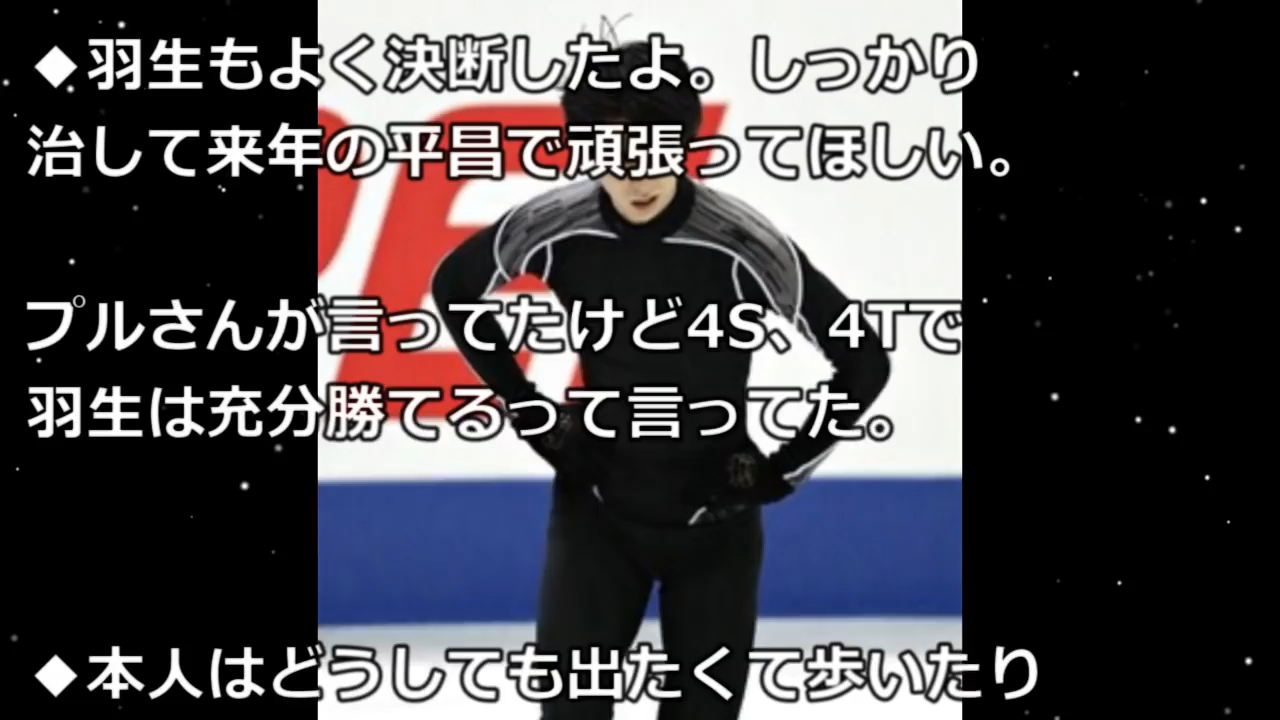 ◆羽生もよく決断したよ。しっかり
治して来年の平昌で頑張ってほしい。
プルさんが言ってたけど4S、4Tで
羽生は充分勝てるって言ってた。
◆本人はどうしても出たくて歩いたり